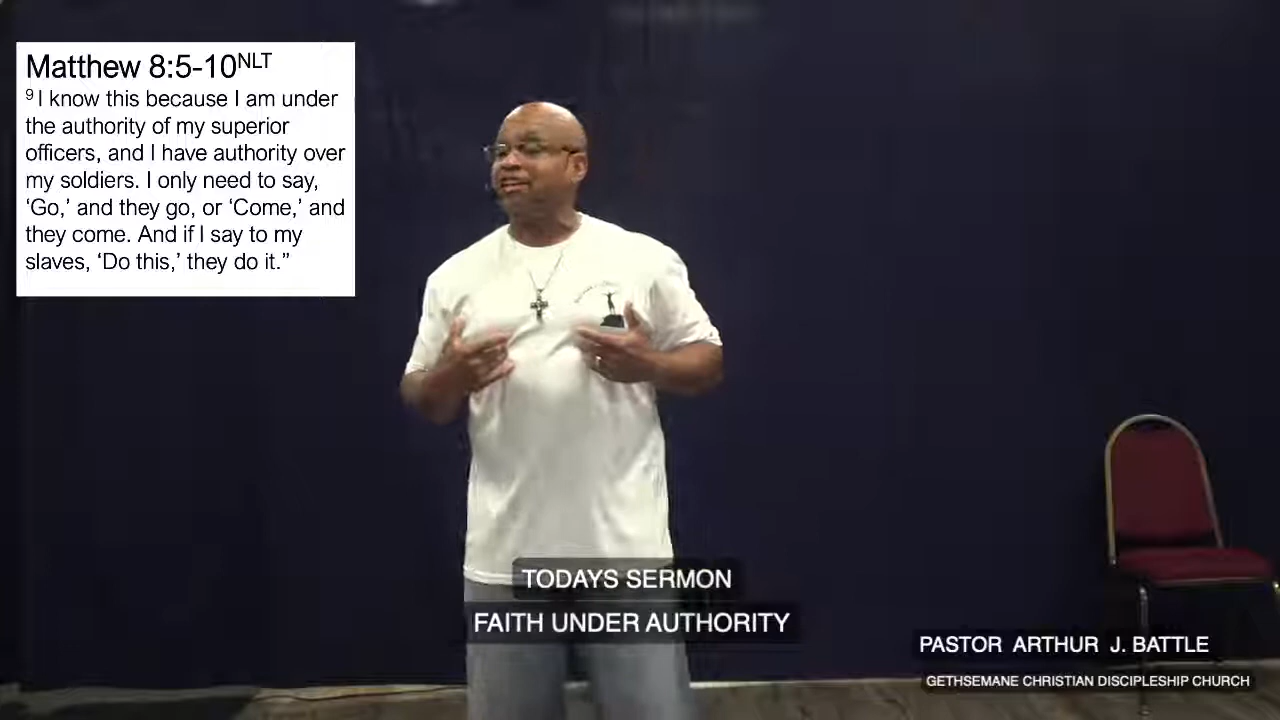 Matthew 8:5-10NLT
9 I know this because I am under
the authority of my superior
officers, and I have authority over
my soldiers. I only need to say,
‘Go,’ and they go, or ‘Come,’ and
they come. And if I say to my
slaves, ‘Do this,’ they do it.”
TODAYS SERMON
FAITH UNDER AUTHORITY
PASTOR ARTHUR J. BATTLE
GETHSEMANE CHRISTIAN DISCIPLESHIP CHURCH